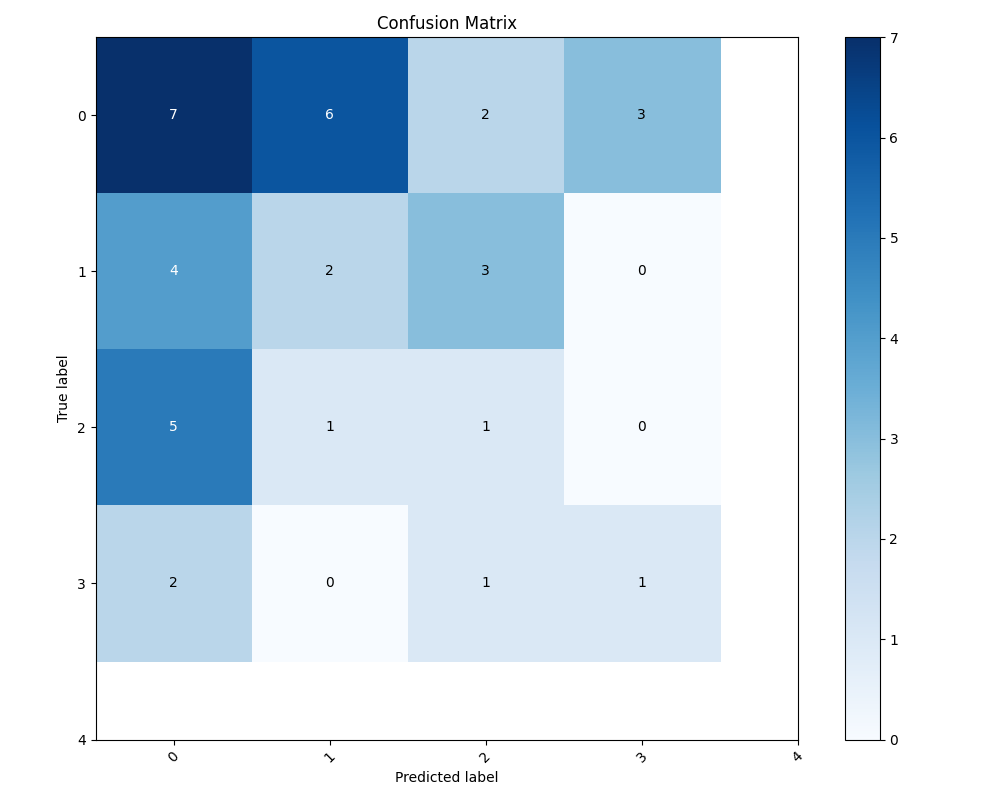 Confusion Matrix
0 7 6 2 3
1 4 2 3 0
2 5 1 1 0
3 2 0 1 1
4
0 1 2 3 4
True label
Predicted label
7
6
5
4
3
2
1
0